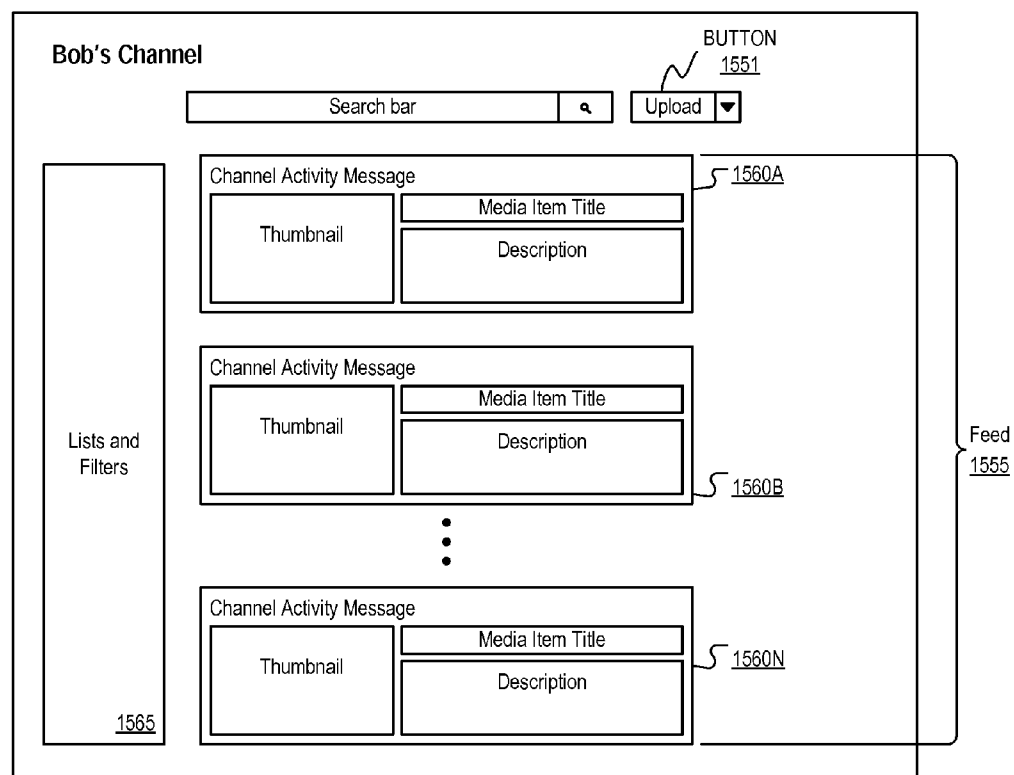 Bob's Channel
BUTTON
1551
Search bar
Upload
Channel Activity Message
1560A
Thumbnail
Media Item Title
Description
Channel Activity Message
Thumbnail
Media Item Title
Description
1560B
Lists and
Filters
Feed
1555
Channel Activity Message
Thumbnail
Media Item Title
Description
1560N
1565